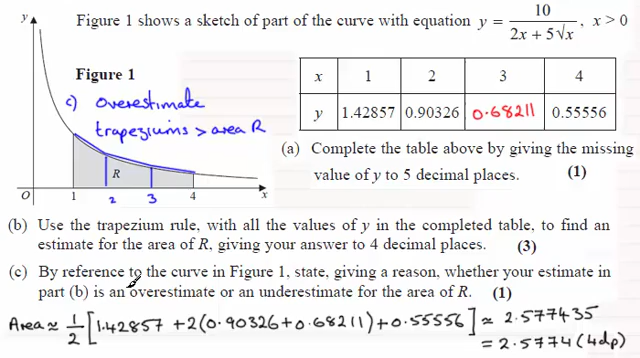 Figure 1 shows a sketch of part of the curve with equation y = 10 / (2x + 5√x), x > 0
y
Figure 1
c) overestimate
trapeziums > area R
R
O 1 2 3 4 x
x 1 2 3 4
y 1.42857 0.90326 0.68211 0.55556
(a) Complete the table above by giving the missing
value of y to 5 decimal places. (1)
(b) Use the trapezium rule, with all the values of y in the completed table, to find an
estimate for the area of R, giving your answer to 4 decimal places. (3)
(c) By reference to the curve in Figure 1, state, giving a reason, whether your estimate in
part (b) is an overestimate or an underestimate for the area of R. (1)
Area ≈ 1/2 [1.42857 + 2(0.90326 + 0.68211) + 0.55556] ≈ 2.577435
= 2.5774 (4dp)